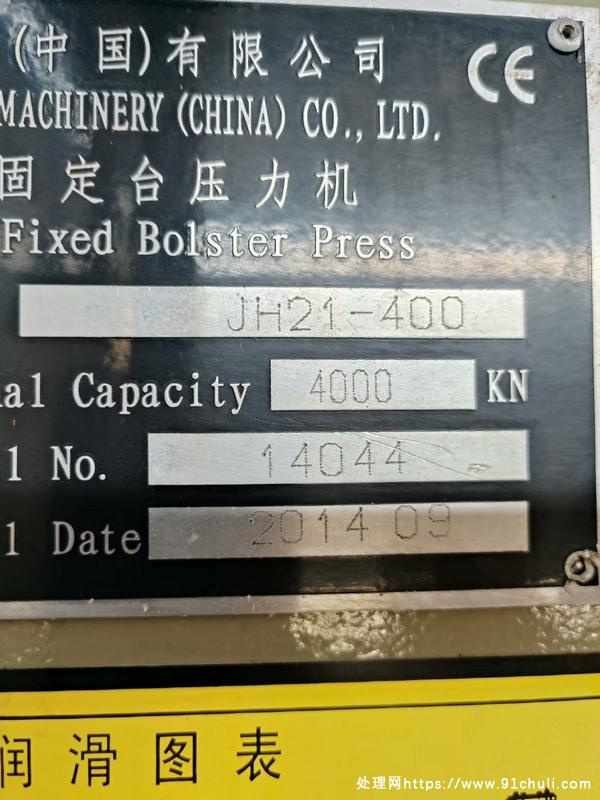 (中国)有限公司
CE
MACHINERY (CHINA) CO., LTD.
固定台压力机
Fixed Bolster Press
JH21-400
al Capacity 4000 KN
l No. 14044
l Date 2014 09
润滑图表
处理网https://www.91chuli.com/